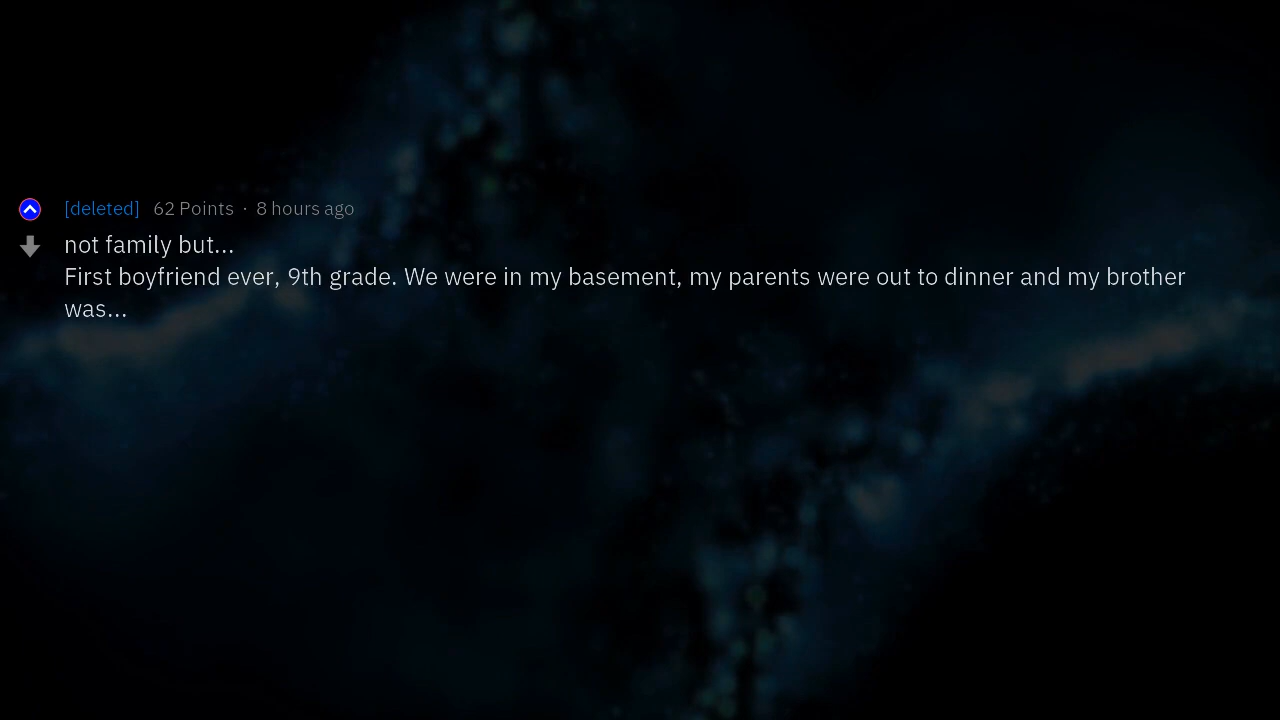 [deleted] 62 Points · 8 hours ago
not family but...
First boyfriend ever, 9th grade. We were in my basement, my parents were out to dinner and my brother
was...